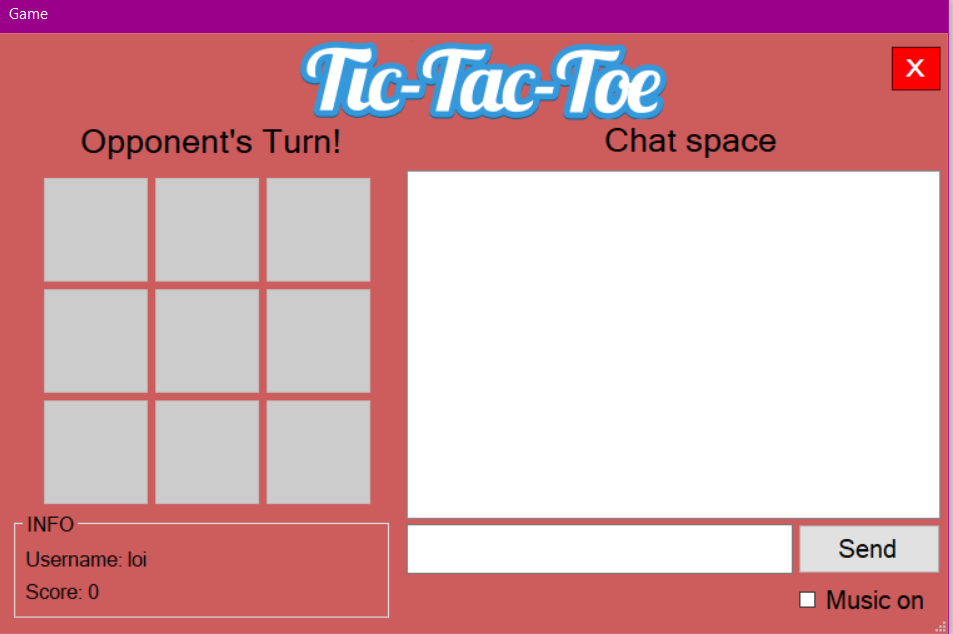 Game
Tic-Tac-Toe
X
Opponent's Turn!
Chat space
INFO
Username: loi
Score: 0
Send
Music on